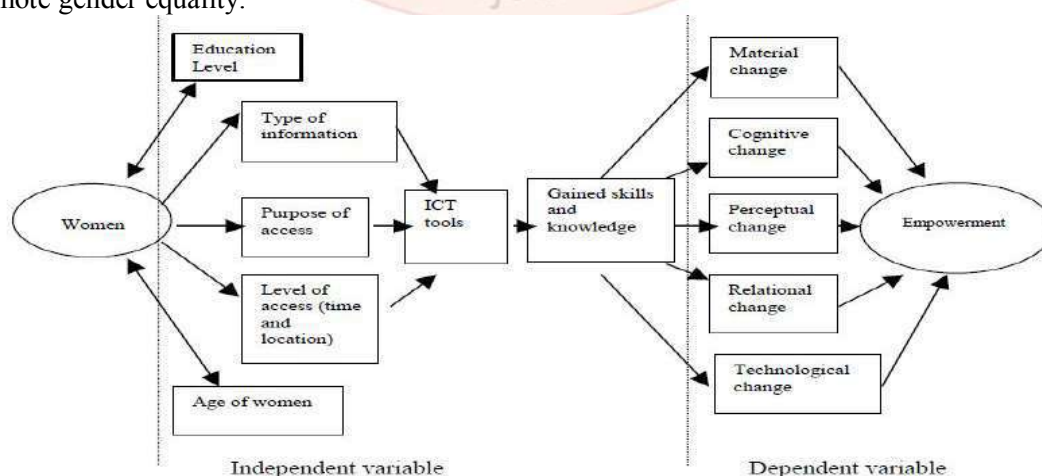 note gender equality.
Education
Level
Type of
information
Women
Purpose of
access
Level of
access (time
and
location)
Age of women
ICT
tools
Gained skills
and
knowledge
Material
change
Cognitive
change
Perceptual
change
Relational
change
Technological
change
Empowerment
Independent variable
Dependent variable